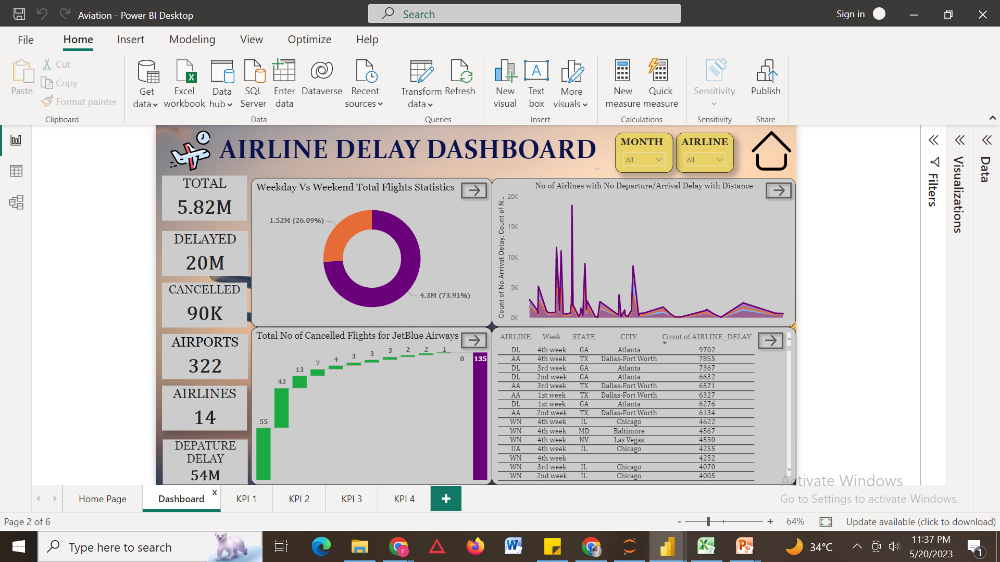 Aviation - Power BI Desktop
Search
Sign in
File Home Insert Modeling View Optimize Help
Paste
Cut
Copy
Format painter
Clipboard
Get data
Excel workbook
Data hub
SQL Server
Enter data
Dataverse
Recent sources
Data
Transform data
Refresh
Queries
New visual
Text box
More visuals
Insert
New measure
Quick measure
Calculations
Sensitivity
Sensitivity
Publish
Share
AIRLINE DELAY DASHBOARD
MONTH
All
AIRLINE
All
TOTAL
5.82M
DELAYED
20M
CANCELLED
90K
AIRPORTS
322
AIRLINES
14
DEPATURE
DELAY
54M
Weekday Vs Weekend Total Flights Statistics
1.52M (26.09%)
4.3M (73.91%)
No of Airlines with No Departure/Arrival Delay with Distance
Count of No Arrival Delay, Count of N...
20K
15K
10K
5K
0K
Total No of Cancelled Flights for JetBlue Airways
55
42
13
7
4
3
3
3
2
2
1
0
135
AIRLINE Week STATE CITY Count of AIRLINE_DELAY
DL 4th week GA Atlanta 9702
AA 4th week TX Dallas-Fort Worth 7855
DL 3rd week GA Atlanta 7367
DL 2nd week GA Atlanta 6632
AA 3rd week TX Dallas-Fort Worth 6571
AA 1st week TX Dallas-Fort Worth 6327
DL 1st week GA Atlanta 6276
AA 2nd week TX Dallas-Fort Worth 6134
WN 4th week IL Chicago 4622
WN 4th week MD Baltimore 4567
WN 4th week NV Las Vegas 4530
UA 4th week IL Chicago 4255
WN 4th week 4252
WN 3rd week IL Chicago 4070
WN 2nd week IL Chicago 4005
Filters
Visualizations
Data
Activate Windows
Go to Settings to activate Windows.
Home Page Dashboard x KPI 1 KPI 2 KPI 3 KPI 4 +
Page 2 of 6
- + 64%
Update available (click to download)
Type here to search
34°C
11:37 PM
5/20/2023
1